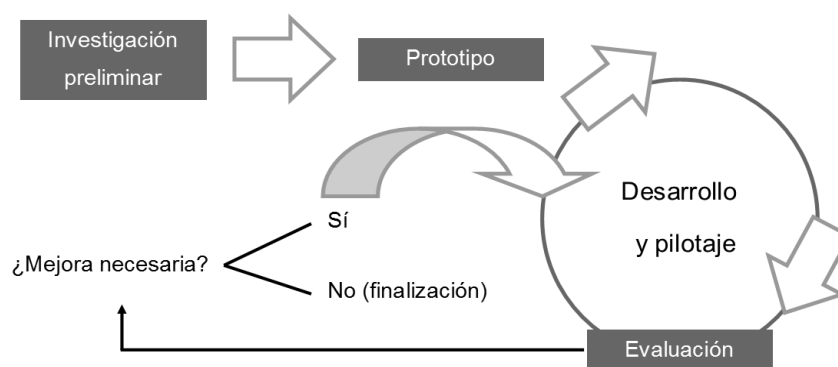 Investigación
preliminar
Prototipo
Desarrollo
y pilotaje
Sí
¿Mejora necesaria?
No (finalización)
Evaluación